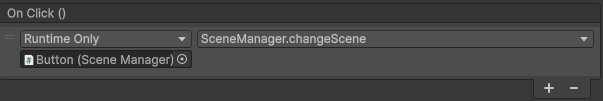 On Click ()
Runtime Only SceneManager.changeScene
# Button (Scene Manager)
+ −